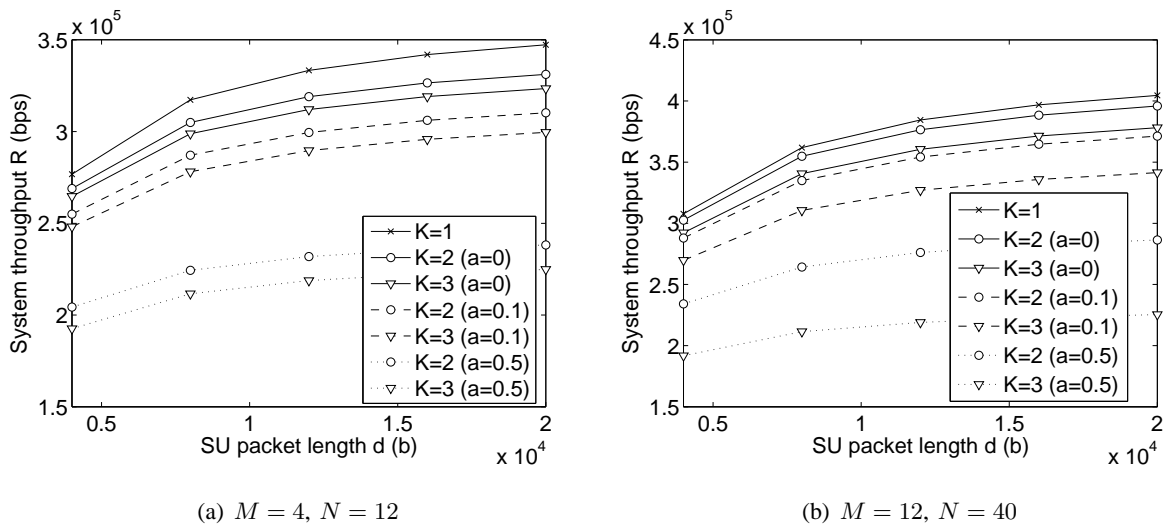 x 10^5
3.5
3
2.5
2
1.5
System throughput R (bps)
0.5
1
1.5
2
x 10^4
SU packet length d (b)
K=1
K=2 (a=0)
K=3 (a=0)
K=2 (a=0.1)
K=3 (a=0.1)
K=2 (a=0.5)
K=3 (a=0.5)
(a) M = 4, N = 12
x 10^5
4.5
4
3.5
3
2.5
2
1.5
System throughput R (bps)
0.5
1
1.5
2
x 10^4
SU packet length d (b)
K=1
K=2 (a=0)
K=3 (a=0)
K=2 (a=0.1)
K=3 (a=0.1)
K=2 (a=0.5)
K=3 (a=0.5)
(b) M = 12, N = 40